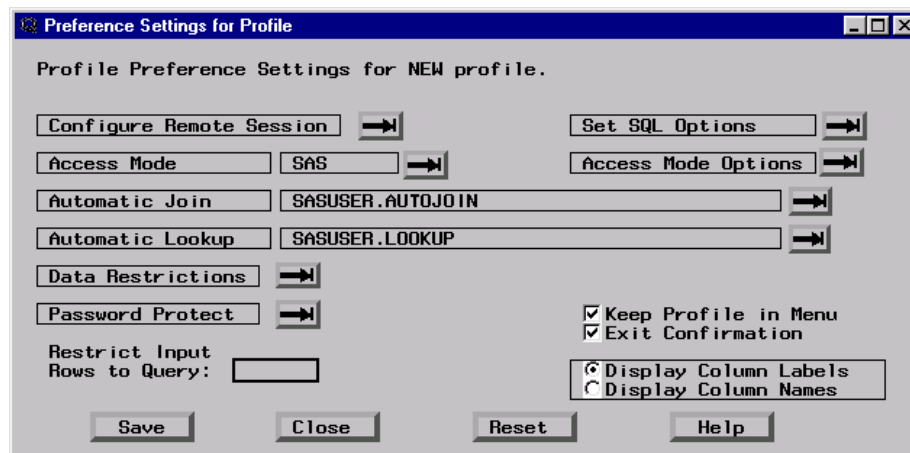 Preference Settings for Profile
Profile Preference Settings for NEW profile.
Configure Remote Session
Set SQL Options
Access Mode SAS
Access Mode Options
Automatic Join SASUSER.AUTOJOIN
Automatic Lookup SASUSER.LOOKUP
Data Restrictions
Password Protect
Keep Profile in Menu
Exit Confirmation
Restrict Input
Rows to Query:
Display Column Labels
Display Column Names
Save Close Reset Help